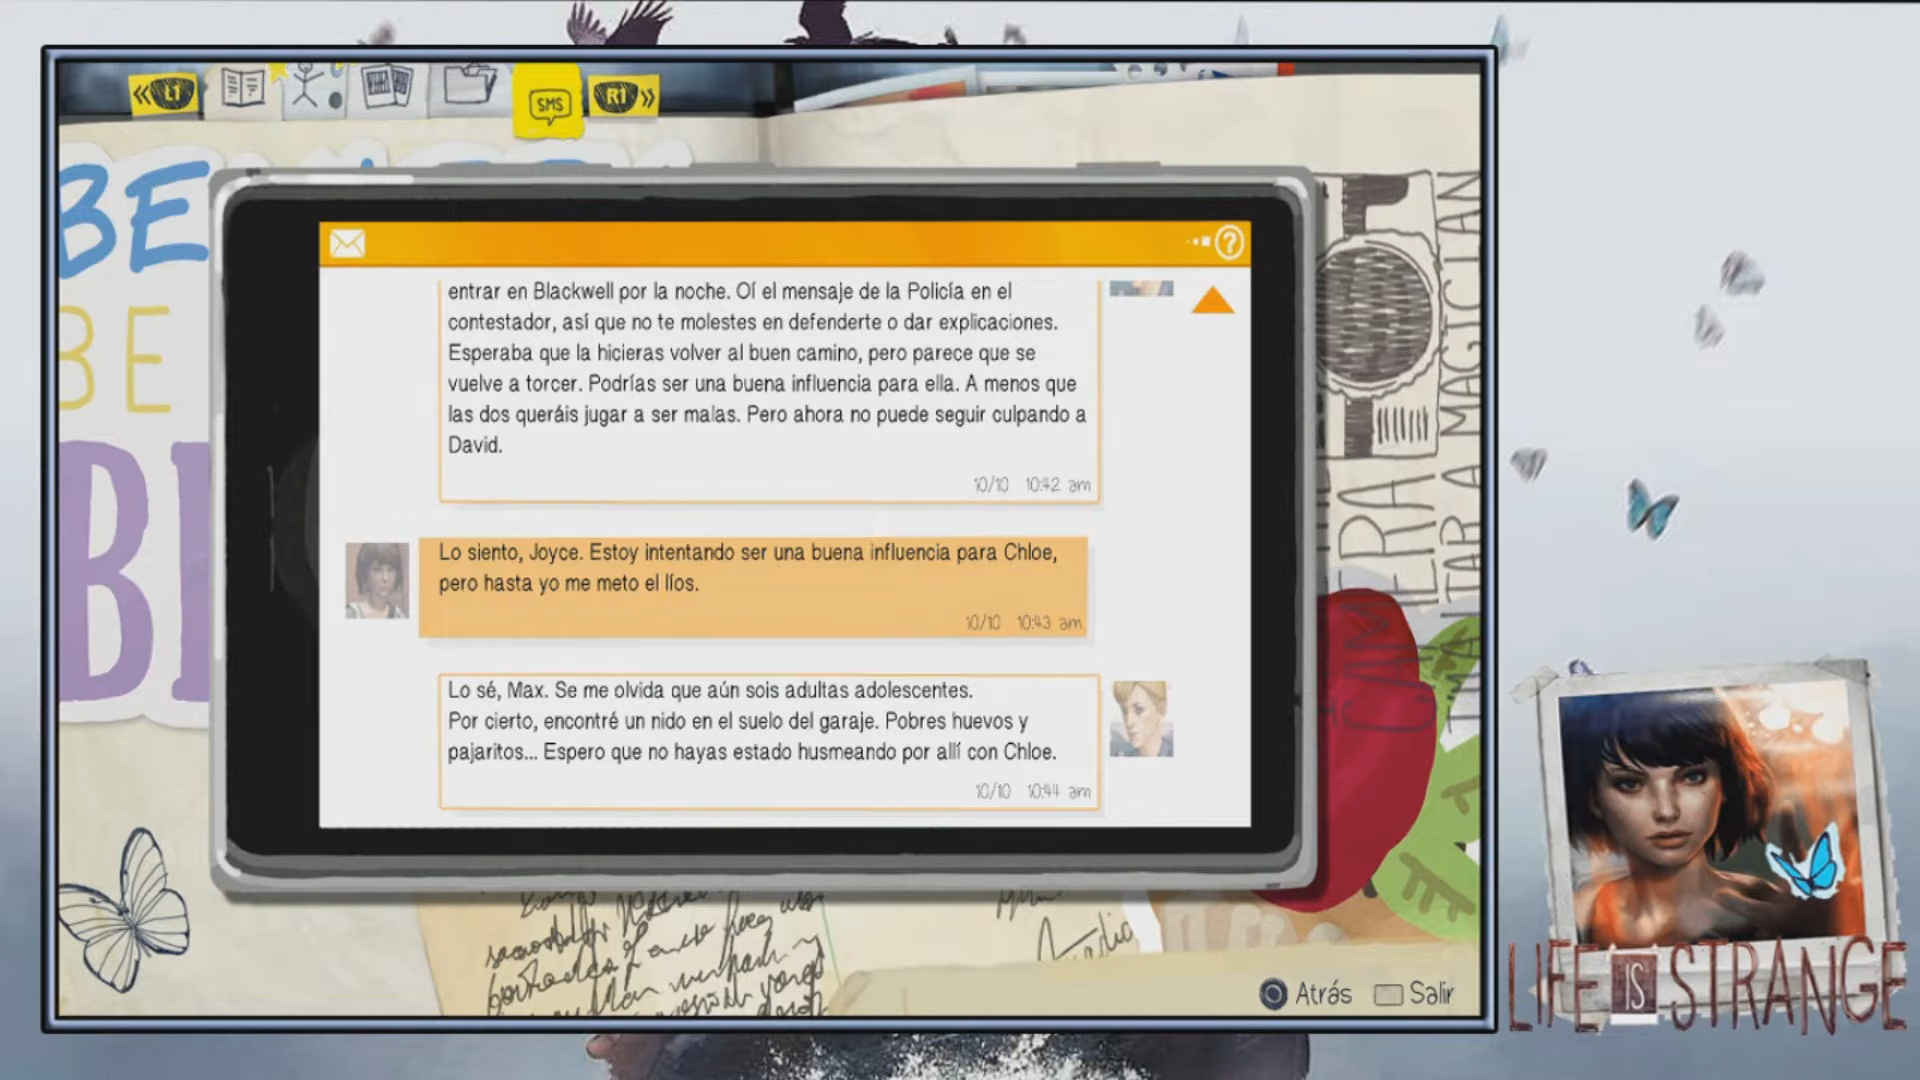 L1
SMS
R1
BE
BE
entrar en Blackwell por la noche. Oí el mensaje de la Policía en el
contestador, así que no te molestes en defenderte o dar explicaciones.
Esperaba que la hicieras volver al buen camino, pero parece que se
vuelve a torcer. Podrías ser una buena influencia para ella. A menos que
las dos queráis jugar a ser malas. Pero ahora no puede seguir culpando a
David.
10/10 10:42 am
Lo siento, Joyce. Estoy intentando ser una buena influencia para Chloe,
pero hasta yo me meto el líos.
10/10 10:43 am
Lo sé, Max. Se me olvida que aún sois adultas adolescentes.
Por cierto, encontré un nido en el suelo del garaje. Pobres huevos y
pajaritos... Espero que no hayas estado husmeando por allí con Chloe.
10/10 10:44 am
Atrás Salir
LIFE IS STRANGE